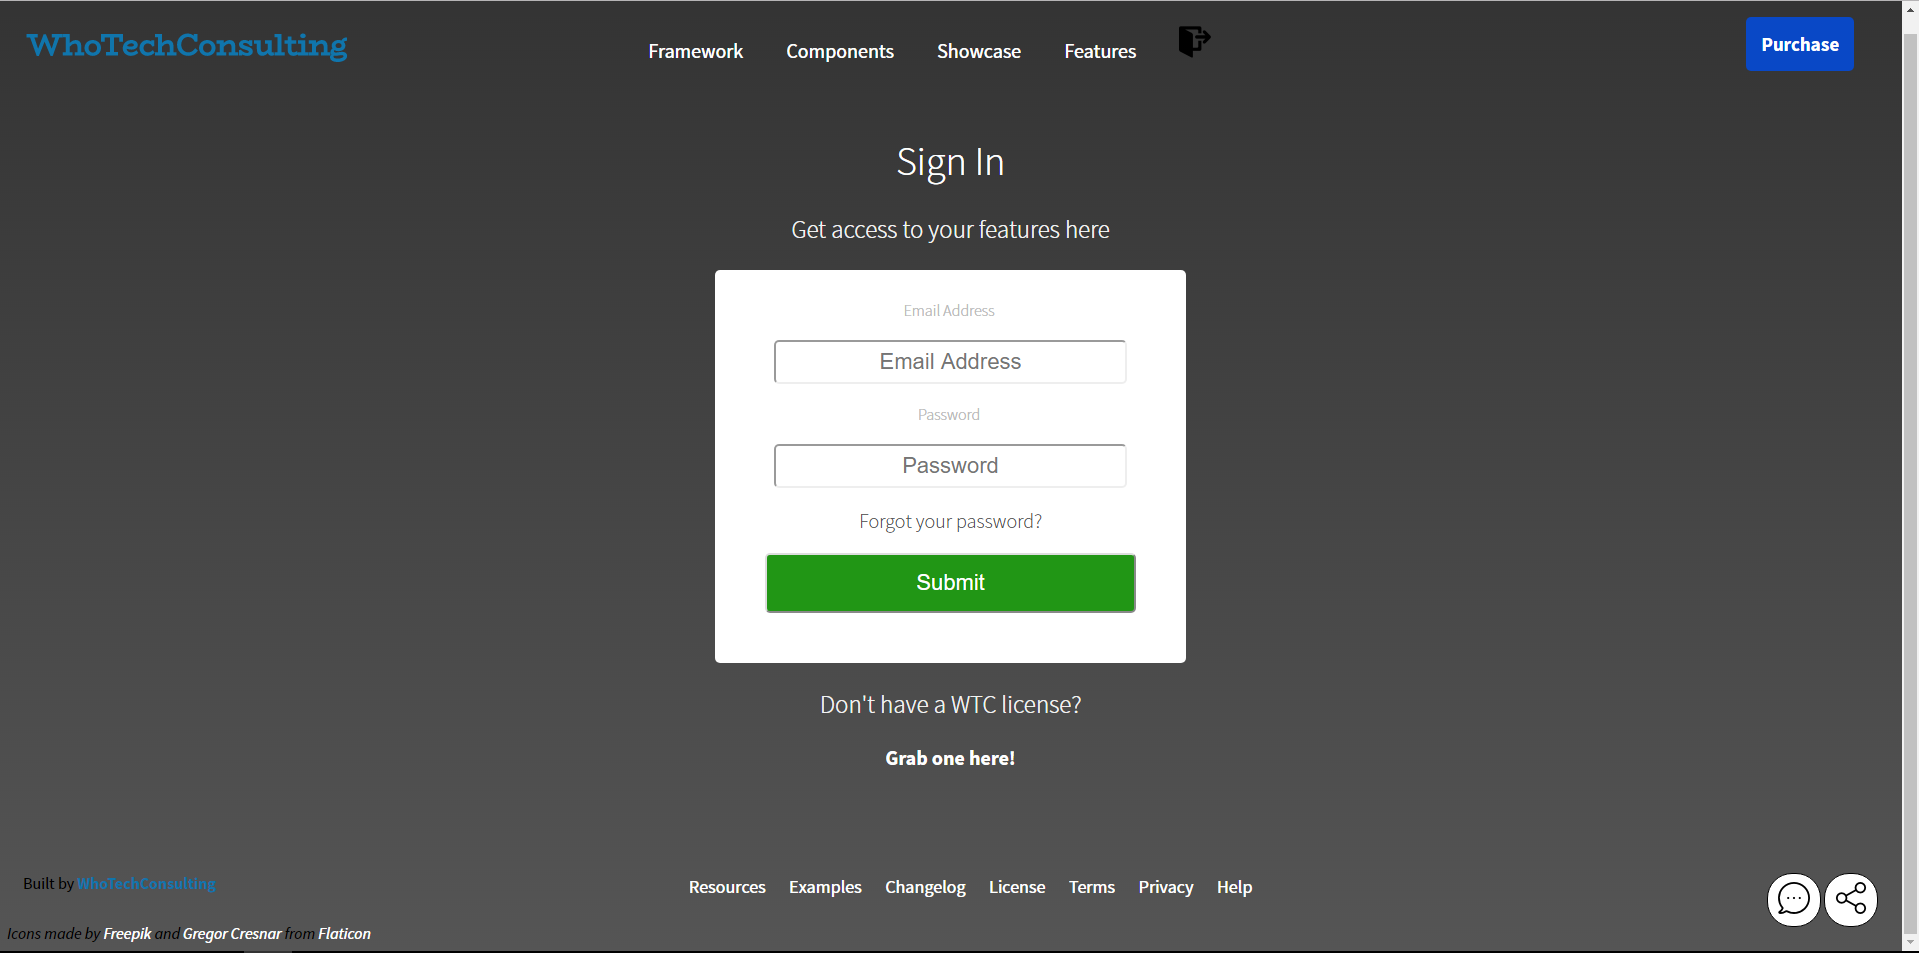 WhoTechConsulting
Framework Components Showcase Features
Purchase
Sign In
Get access to your features here
Email Address
Email Address
Password
Password
Forgot your password?
Submit
Don't have a WTC license?
Grab one here!
Built by WhoTechConsulting
Resources Examples Changelog License Terms Privacy Help
Icons made by Freepik and Gregor Cresnar from Flaticon